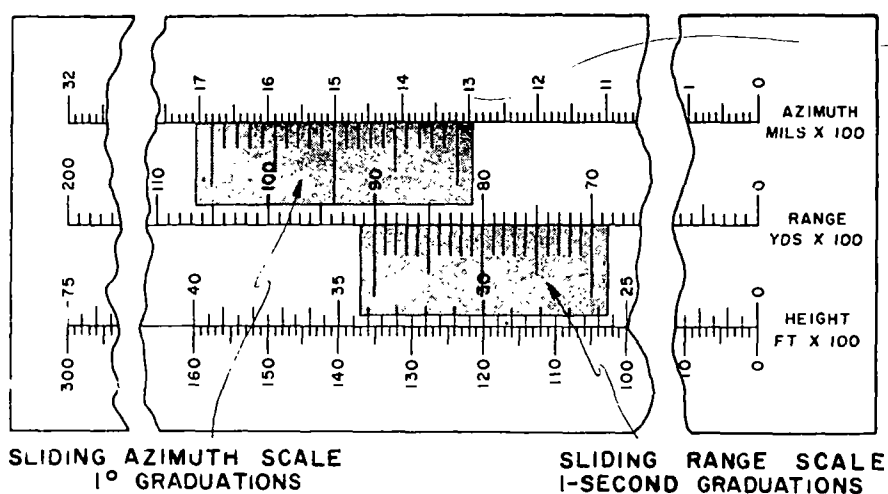 32 17 16 15 14 13 12 11 1 0
AZIMUTH
MILS X 100
200 110 100 90 80 70 0
RANGE
YDS X 100
75 40 35 30 25 0
HEIGHT
FT X 100
300 160 150 140 130 120 110 100 10 0
SLIDING AZIMUTH SCALE
1° GRADUATIONS
SLIDING RANGE SCALE
1-SECOND GRADUATIONS